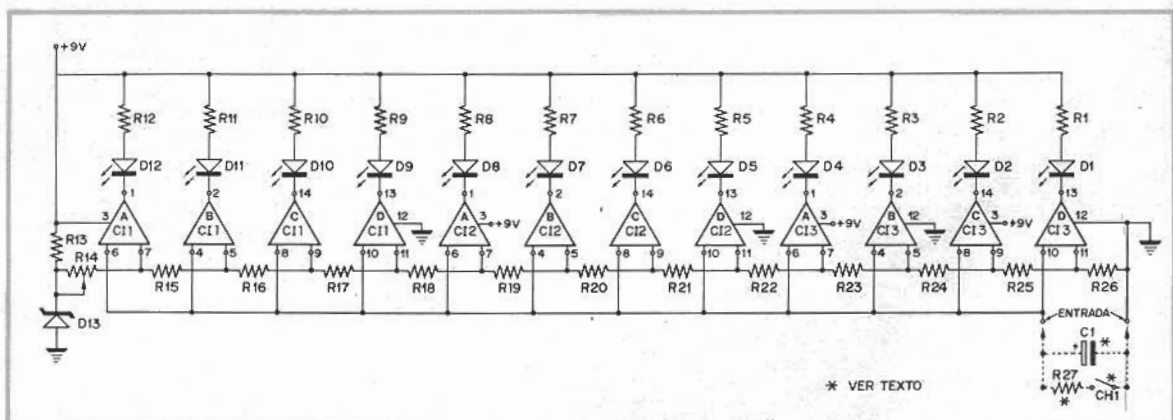 +9V
R12 R11 R10 R9 R8 R7 R6 R5 R4 R3 R2 R1
D12 D11 D10 D9 D8 D7 D6 D5 D4 D3 D2 D1
1 2 14 13 1 2 14 13 1 2 14 13
3 A B C D 12 A 3 +9V B C D 12 A 3 +9V B 12 C 3 +9V D 12
CI1 CI1 CI1 CI1 CI2 CI2 CI2 CI2 CI3 CI3 CI3 CI3
R13
6 7 4 5 8 9 10 11 6 7 4 5 8 9 10 11 6 7 4 5 8 9 10 11
R14
R15 R16 R17 R18 R19 R20 R21 R22 R23 R24 R25 R26
D13
ENTRADA
C1
+ *
R27
* *
CH1
* VER TEXTO